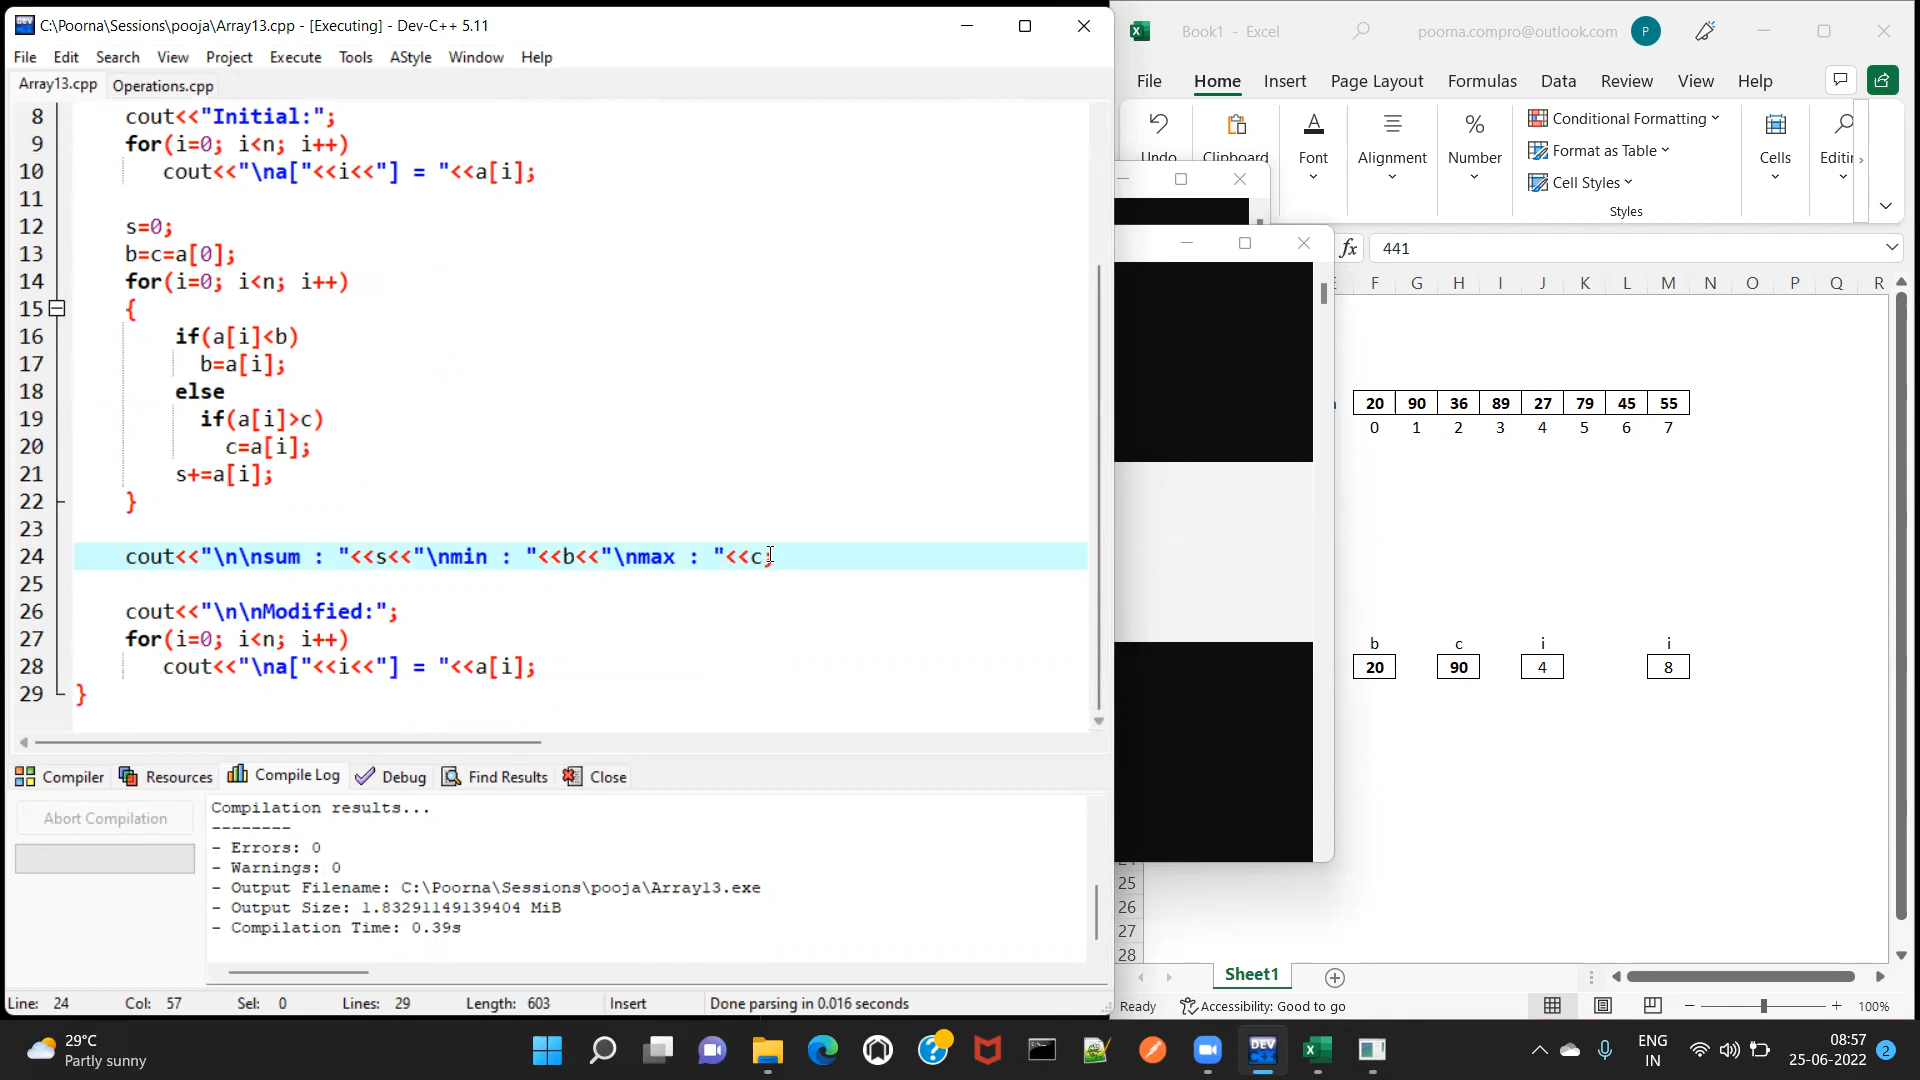 C:\Poorna\Sessions\pooja\Array13.cpp - [Executing] - Dev-C++ 5.11
File Edit Search View Project Execute Tools AStyle Window Help
Array13.cpp Operations.cpp
8 cout<<"Initial:";
9 for(i=0; i<n; i++)
10 cout<<"\na["<<i<<"] = "<<a[i];
11
12 s=0;
13 b=c=a[0];
14 for(i=0; i<n; i++)
15 {
16 if(a[i]<b)
17 b=a[i];
18 else
19 if(a[i]>c)
20 c=a[i];
21 s+=a[i];
22 }
23
24 cout<<"\n\nsum : "<<s<<"\nmin : "<<b<<"\nmax : "<<c;
25
26 cout<<"\n\nModified:";
27 for(i=0; i<n; i++)
28 cout<<"\na["<<i<<"] = "<<a[i];
29 }
Compiler Resources Compile Log Debug Find Results Close
Abort Compilation
Compilation results...
--------
- Errors: 0
- Warnings: 0
- Output Filename: C:\Poorna\Sessions\pooja\Array13.exe
- Output Size: 1.83291149139404 MiB
- Compilation Time: 0.39s
Line: 24 Col: 57 Sel: 0 Lines: 29 Length: 603 Insert Done parsing in 0.016 seconds
Book1 - Excel poorna.compro@outlook.com P
File Home Insert Page Layout Formulas Data Review View Help
Undo Clipboard Font Alignment Number
Conditional Formatting
Format as Table
Cell Styles
Styles
Cells
fx 441
F G H I J K L M N O P Q R
20 90 36 89 27 79 45 55
0 1 2 3 4 5 6 7
b c i i
20 90 4 8
25
26
27
28
Sheet1
Ready Accessibility: Good to go 100%
29°C
Partly sunny
DEV
ENG
IN
08:57
25-06-2022
2